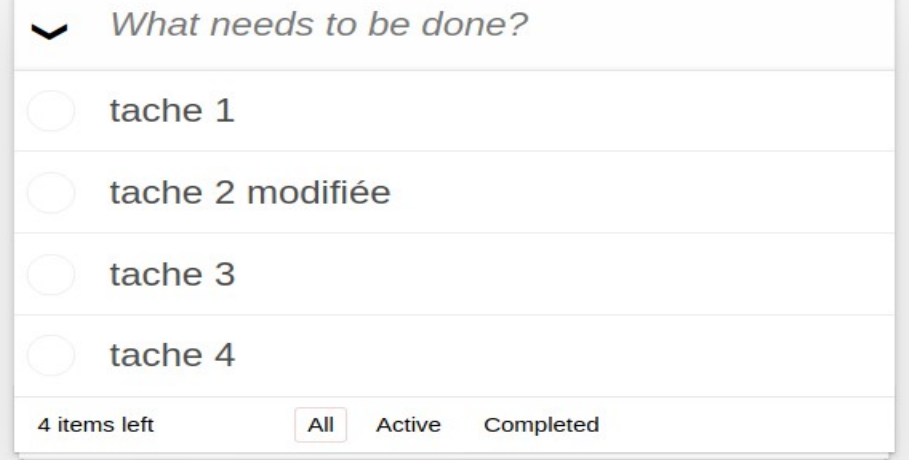 What needs to be done?
tache 1
tache 2 modifiée
tache 3
tache 4
4 items left All Active Completed